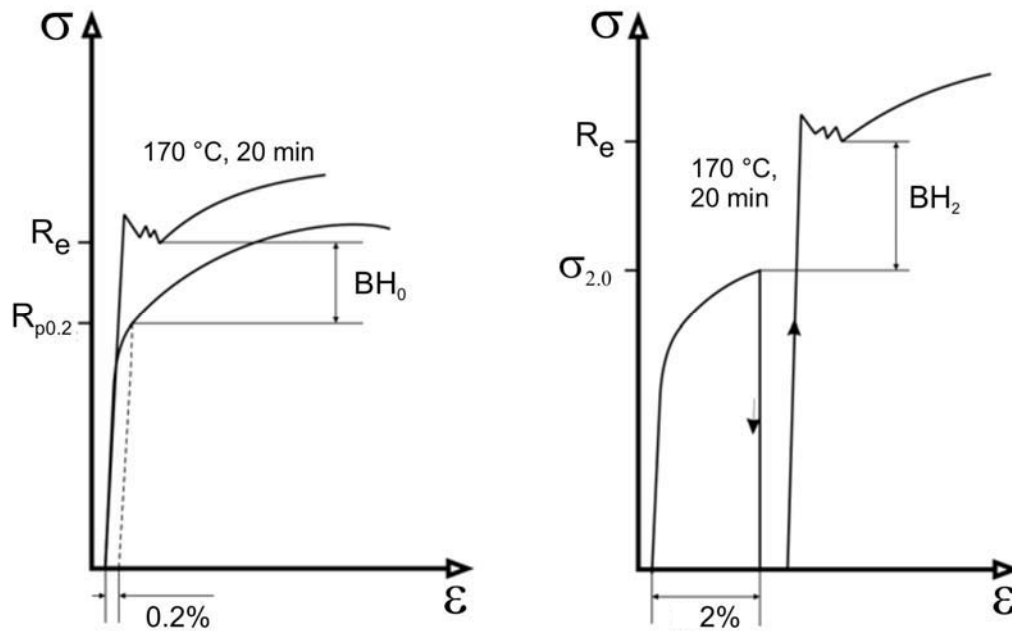 σ
170 °C, 20 min
Re
BH₀
Rp0.2
ε
0.2%
σ
Re
170 °C,
20 min
BH₂
σ2.0
ε
2%